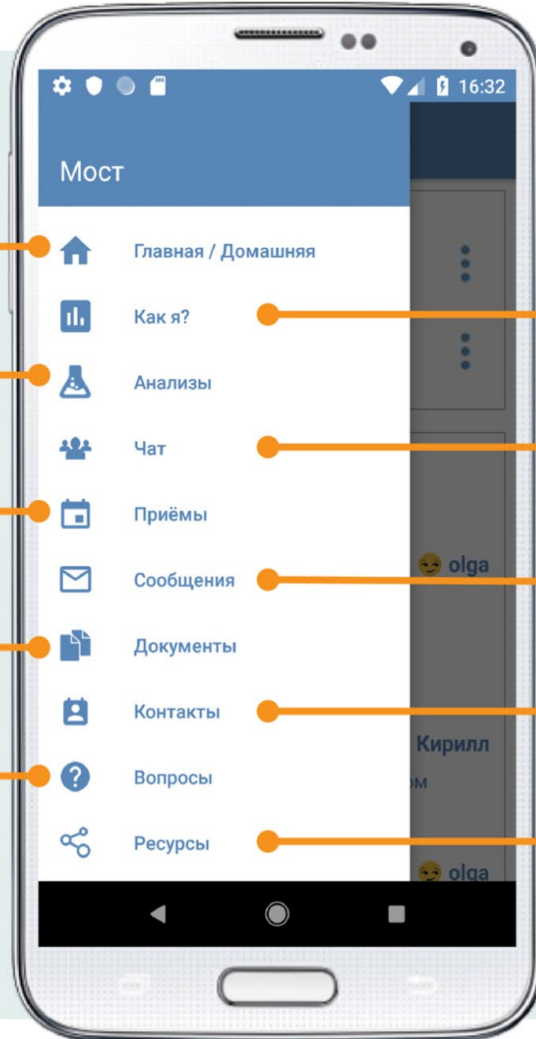 16:32
Мост
Главная / Домашняя
Как я?
Анализы
Чат
Приёмы
olga
Сообщения
Документы
Контакты
Кирилл
Вопросы
ом
Ресурсы
olga